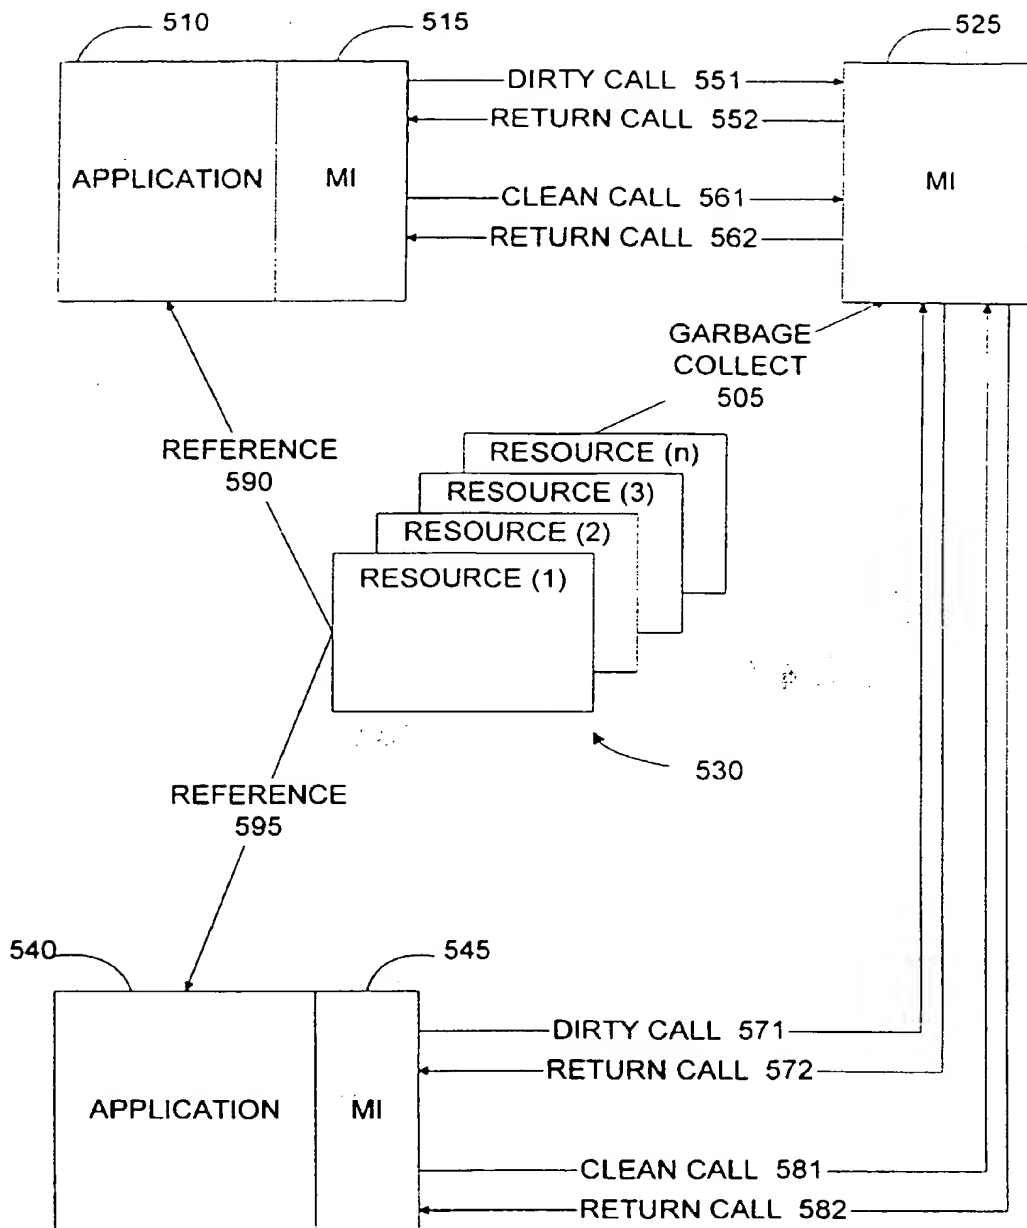 510
515
525
DIRTY CALL 551
RETURN CALL 552
APPLICATION
MI
MI
CLEAN CALL 561
RETURN CALL 562
GARBAGE
COLLECT
505
REFERENCE
590
RESOURCE (n)
RESOURCE (3)
RESOURCE (2)
RESOURCE (1)
530
REFERENCE
595
540
545
DIRTY CALL 571
RETURN CALL 572
APPLICATION
MI
CLEAN CALL 581
RETURN CALL 582